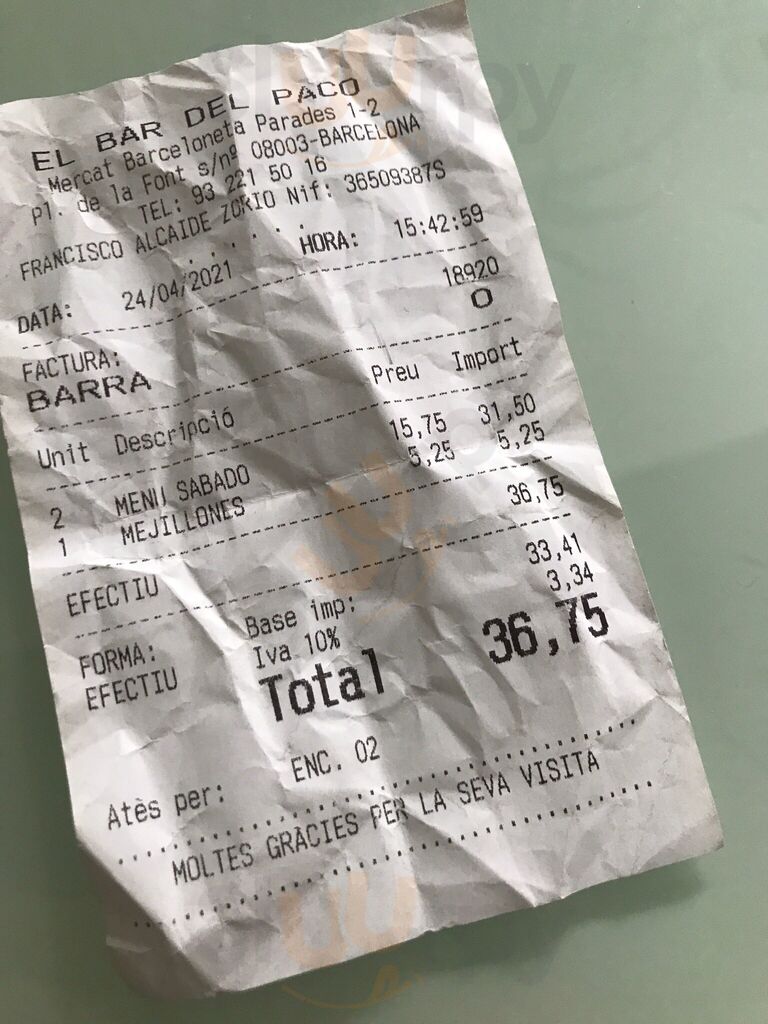 EL BAR DEL PACO
Mercat Barceloneta Parades 1-2
Pl. de la Font s/nº 08003-BARCELONA
TEL: 93 221 50 16
FRANCISCO ALCAIDE ZORIO Nif: 36509387S
DATA: 24/04/2021 HORA: 15:42:59
FACTURA: 18920
BARRA 0
Unit Descripció Preu Import
2 MENU SABADO 15,75 31,50
1 MEJILLONES 5,25 5,25
EFECTIU 36,75
FORMA: Base imp: 33,41
EFECTIU Iva 10% 3,34
Total 36,75
Atès per: ENC. 02
MOLTES GRÀCIES PER LA SEVA VISITA